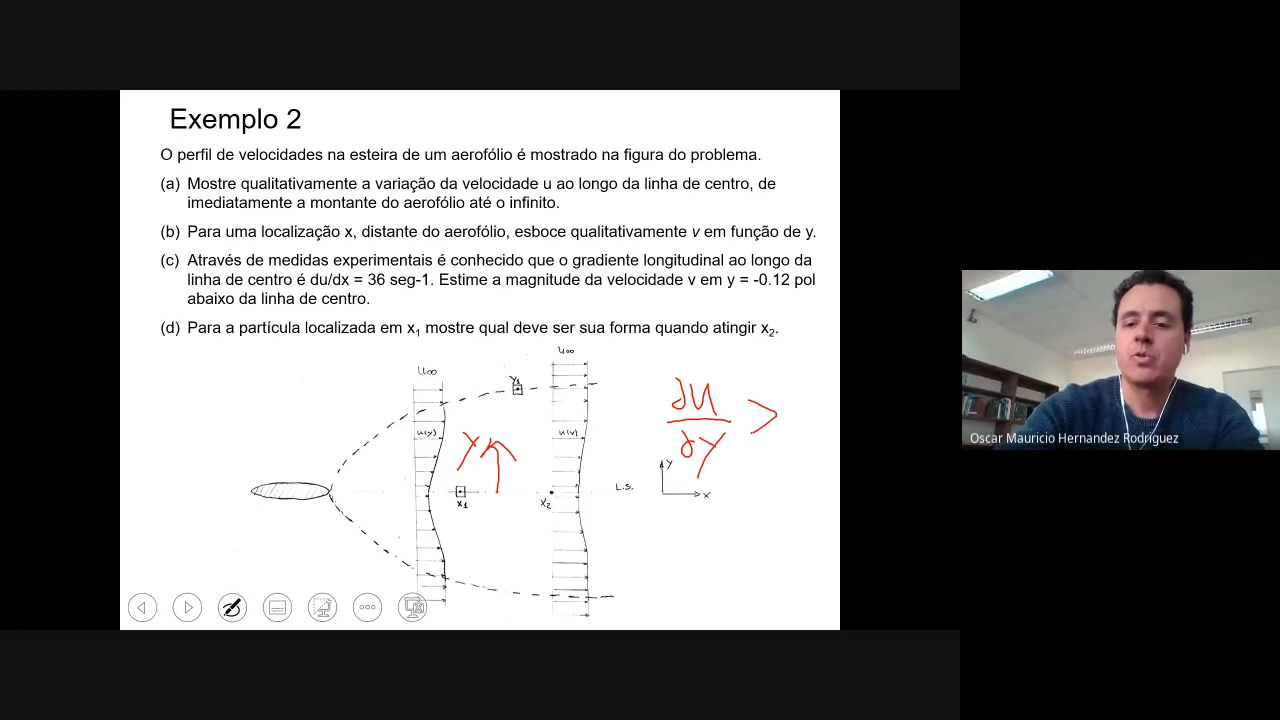 Exemplo 2
O perfil de velocidades na esteira de um aerofólio é mostrado na figura do problema.
(a) Mostre qualitativamente a variação da velocidade u ao longo da linha de centro, de
imediatamente a montante do aerofólio até o infinito.
(b) Para uma localização x, distante do aerofólio, esboce qualitativamente v em função de y.
(c) Através de medidas experimentais é conhecido que o gradiente longitudinal ao longo da
linha de centro é du/dx = 36 seg-1. Estime a magnitude da velocidade v em y = -0.12 pol
abaixo da linha de centro.
(d) Para a partícula localizada em x₁ mostre qual deve ser sua forma quando atingir x₂.
U∞
U∞
Y₁
∂u
∂y
>
u(y)
u(y)
y
Y
X
L.S.
X₁
X₂
Oscar Mauricio Hernandez Rodriguez